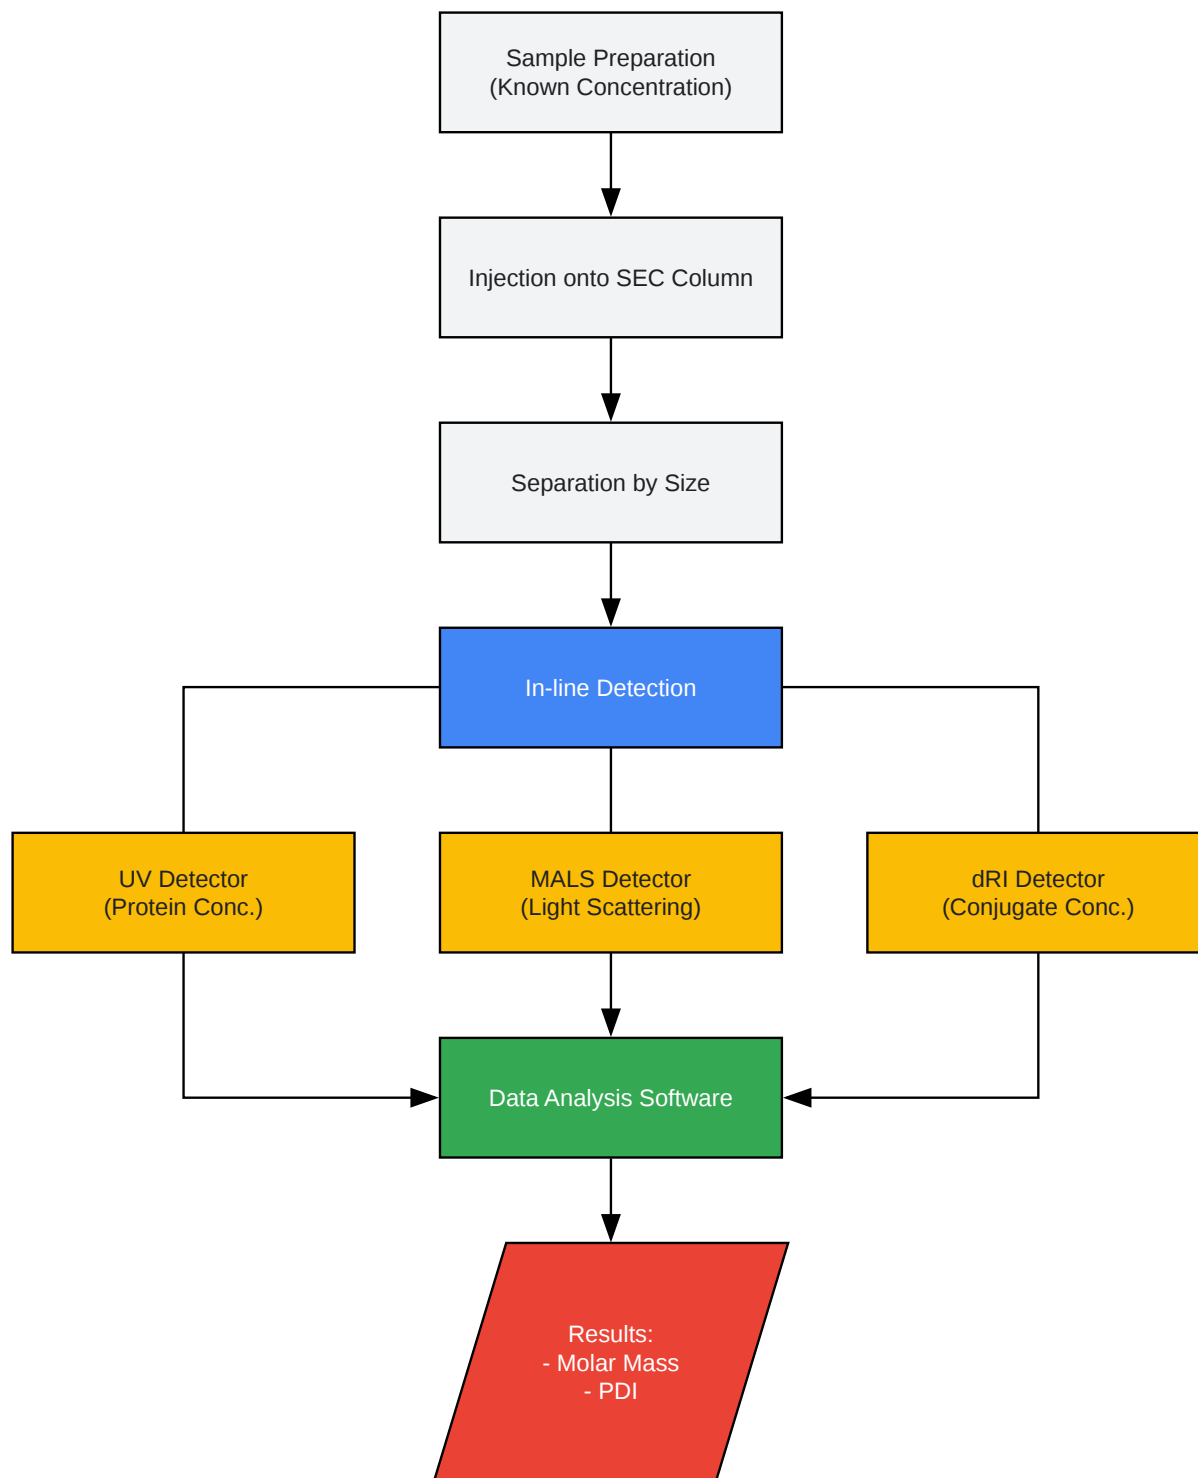 Sample Preparation
(Known Concentration)
Injection onto SEC Column
Separation by Size
In-line Detection
UV Detector
(Protein Conc.)
MALS Detector
(Light Scattering)
dRI Detector
(Conjugate Conc.)
Data Analysis Software
Results:
- Molar Mass
- PDI